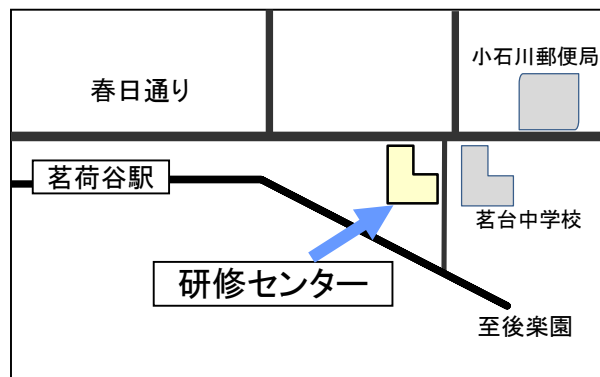 小石川郵便局
春日通り
茗荷谷駅
茗台中学校
研修センター
至後楽園